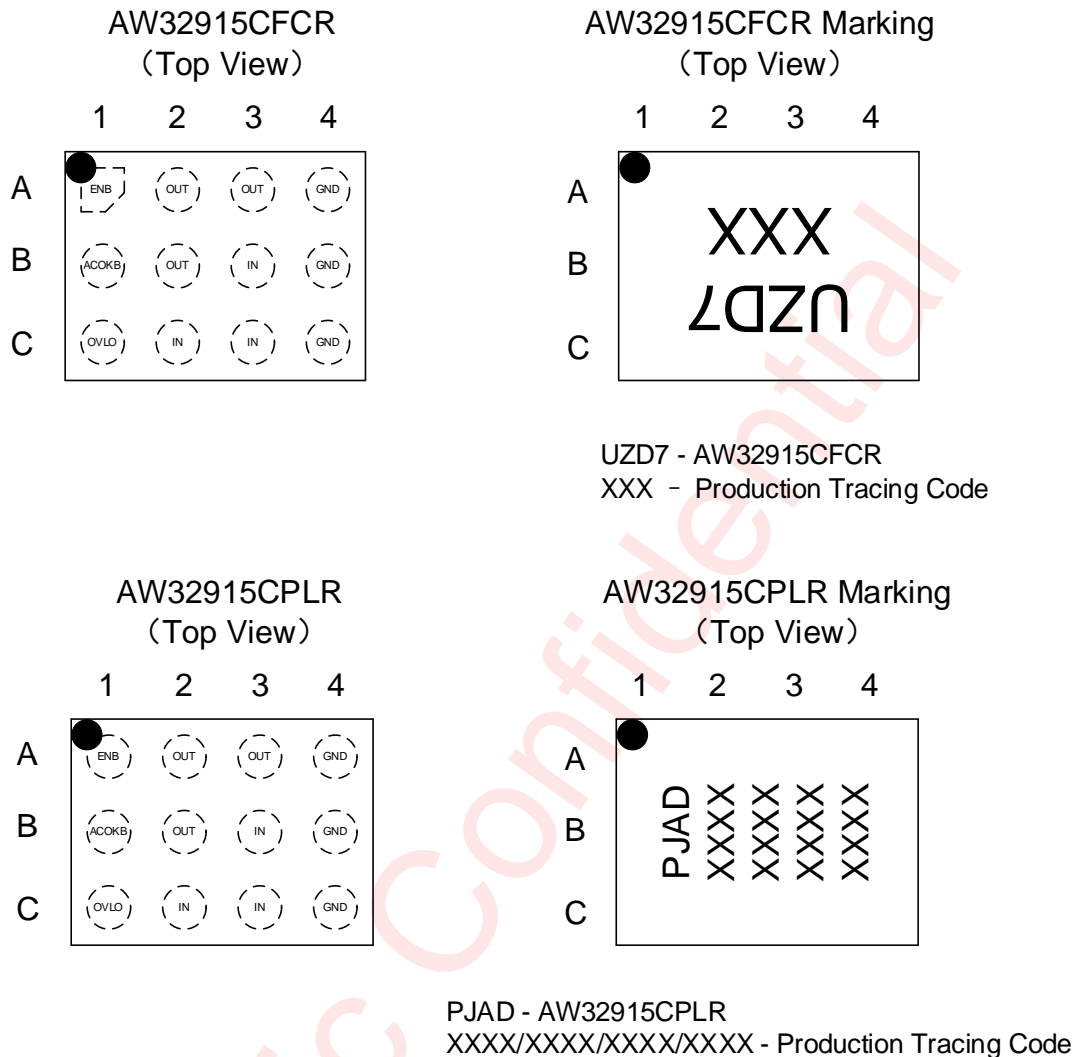 AW32915CFCR
（Top View）
1 2 3 4
A ENB OUT OUT GND
B ACOKB OUT IN GND
C OVLO IN IN GND
AW32915CFCR Marking
（Top View）
1 2 3 4
A
B
C
XXX
UZD7
UZD7 - AW32915CFCR
XXX - Production Tracing Code
AW32915CPLR
（Top View）
1 2 3 4
A ENB OUT OUT GND
B ACOKB OUT IN GND
C OVLO IN IN GND
AW32915CPLR Marking
（Top View）
1 2 3 4
A
B
C
PJAD
XXXX
XXXX
XXXX
XXXX
PJAD - AW32915CPLR
XXXX/XXXX/XXXX/XXXX - Production Tracing Code
c Confidential